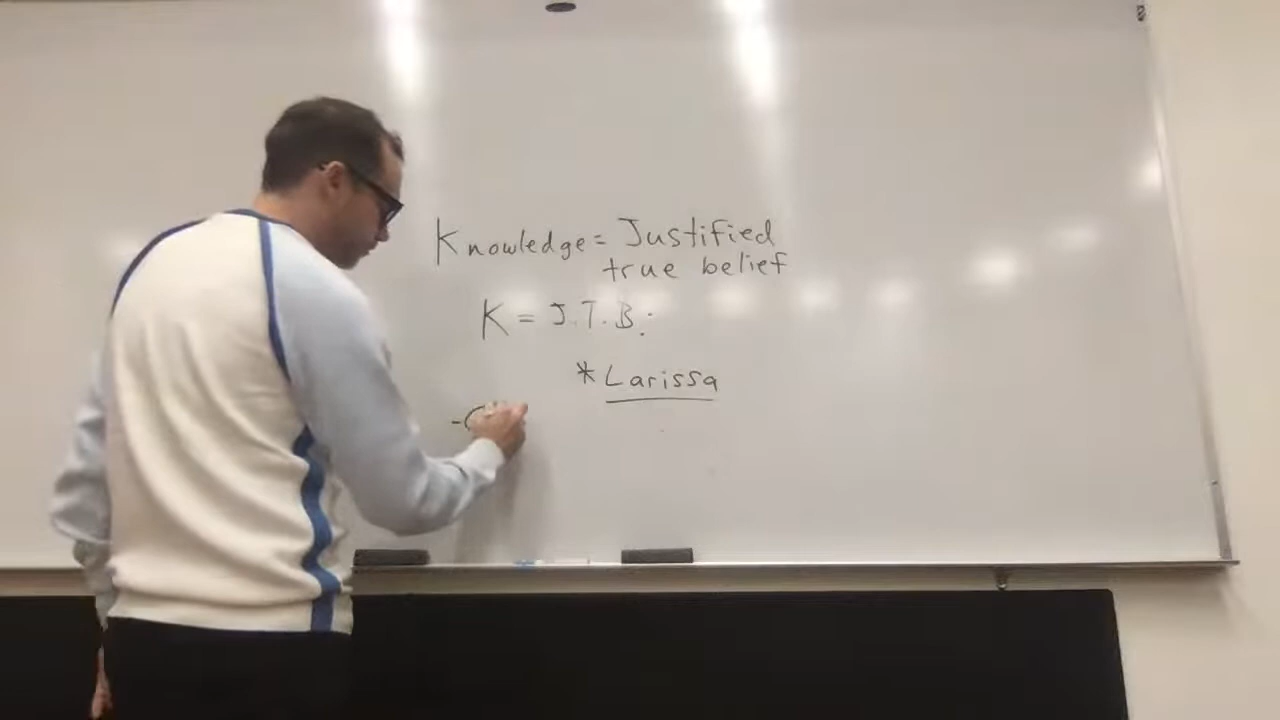 Knowledge = Justified
true belief
K = J.T.B:
* Larissa